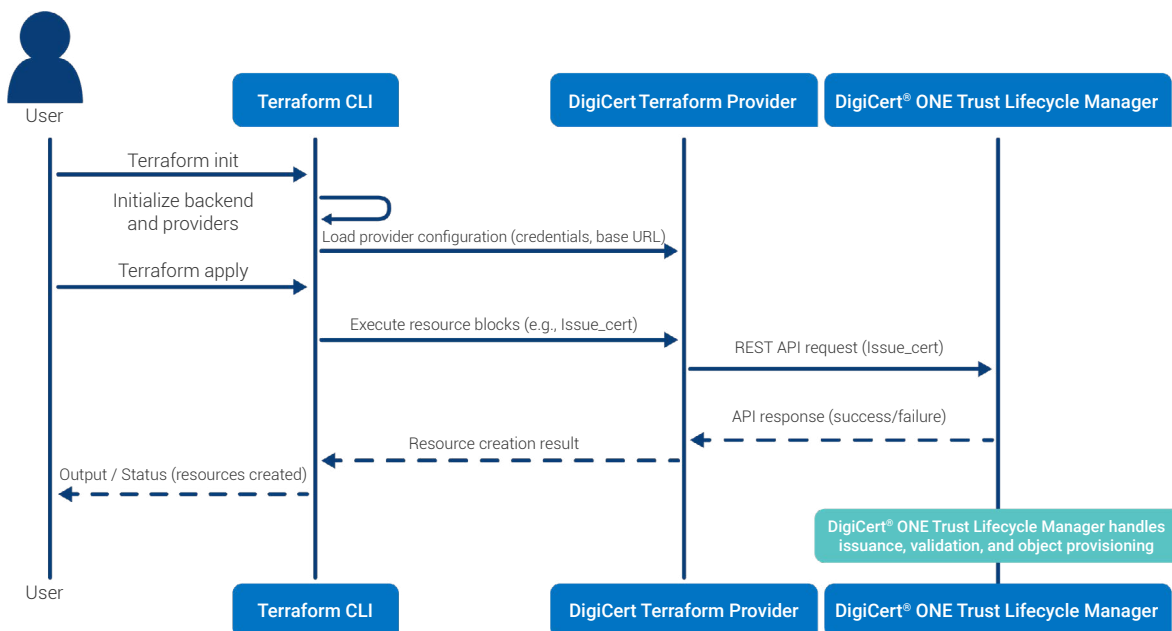 User
Terraform CLI
DigiCert Terraform Provider
DigiCert® ONE Trust Lifecycle Manager
Terraform init
Initialize backend
and providers
Load provider configuration (credentials, base URL)
Terraform apply
Execute resource blocks (e.g., Issue_cert)
REST API request (Issue_cert)
API response (success/failure)
Resource creation result
Output / Status (resources created)
DigiCert® ONE Trust Lifecycle Manager handles
issuance, validation, and object provisioning
User
Terraform CLI
DigiCert Terraform Provider
DigiCert® ONE Trust Lifecycle Manager